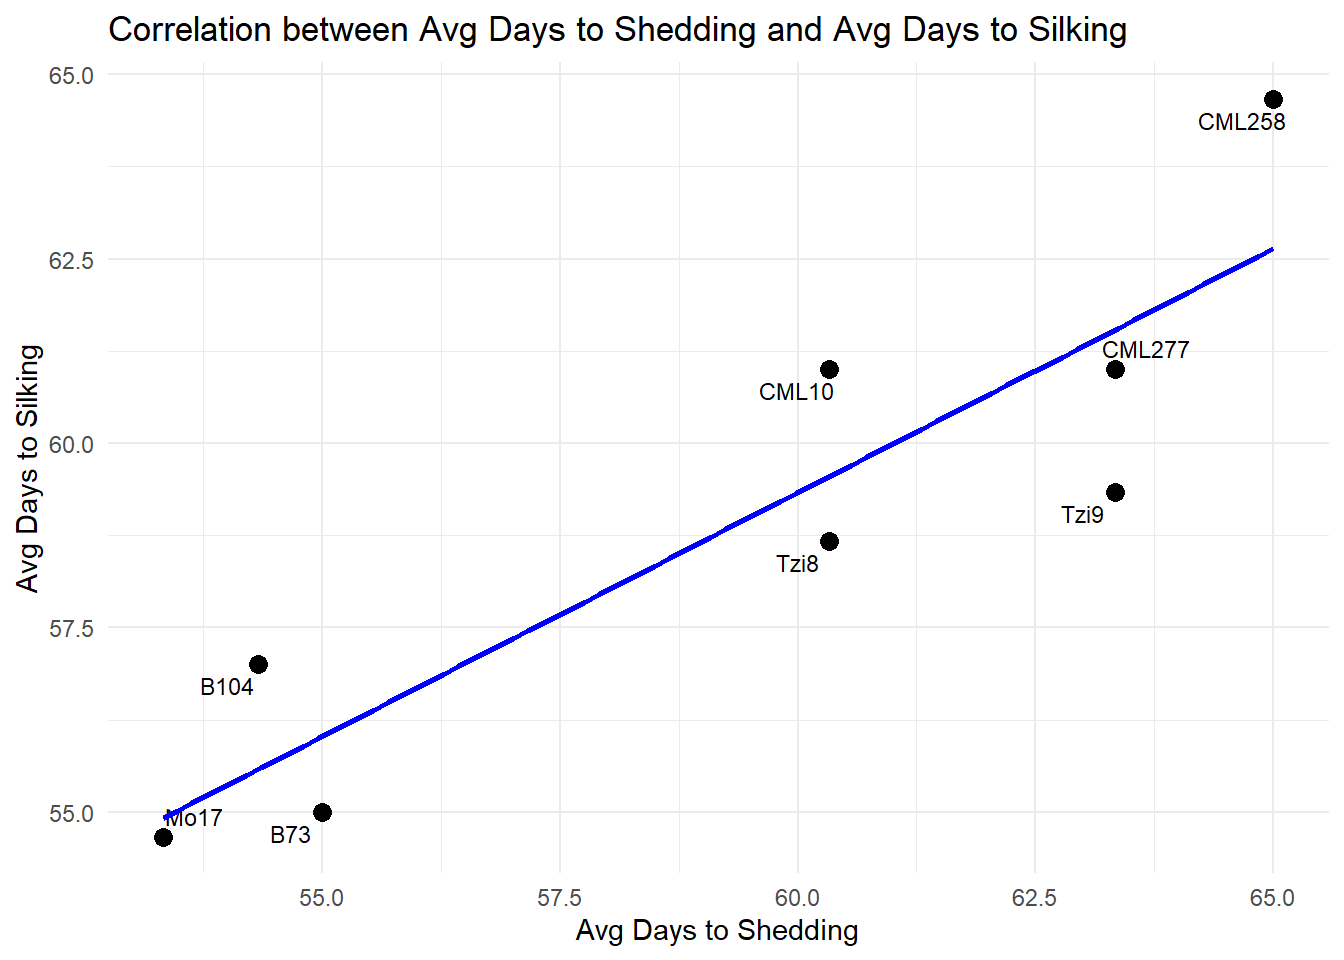 Correlation between Avg Days to Shedding and Avg Days to Silking
65.0
CML258
62.5
CML277
CML10
60.0
Tzi9
Tzi8
57.5
B104
55.0
Mo17
B73
Avg Days to Silking
55.0 57.5 60.0 62.5 65.0
Avg Days to Shedding